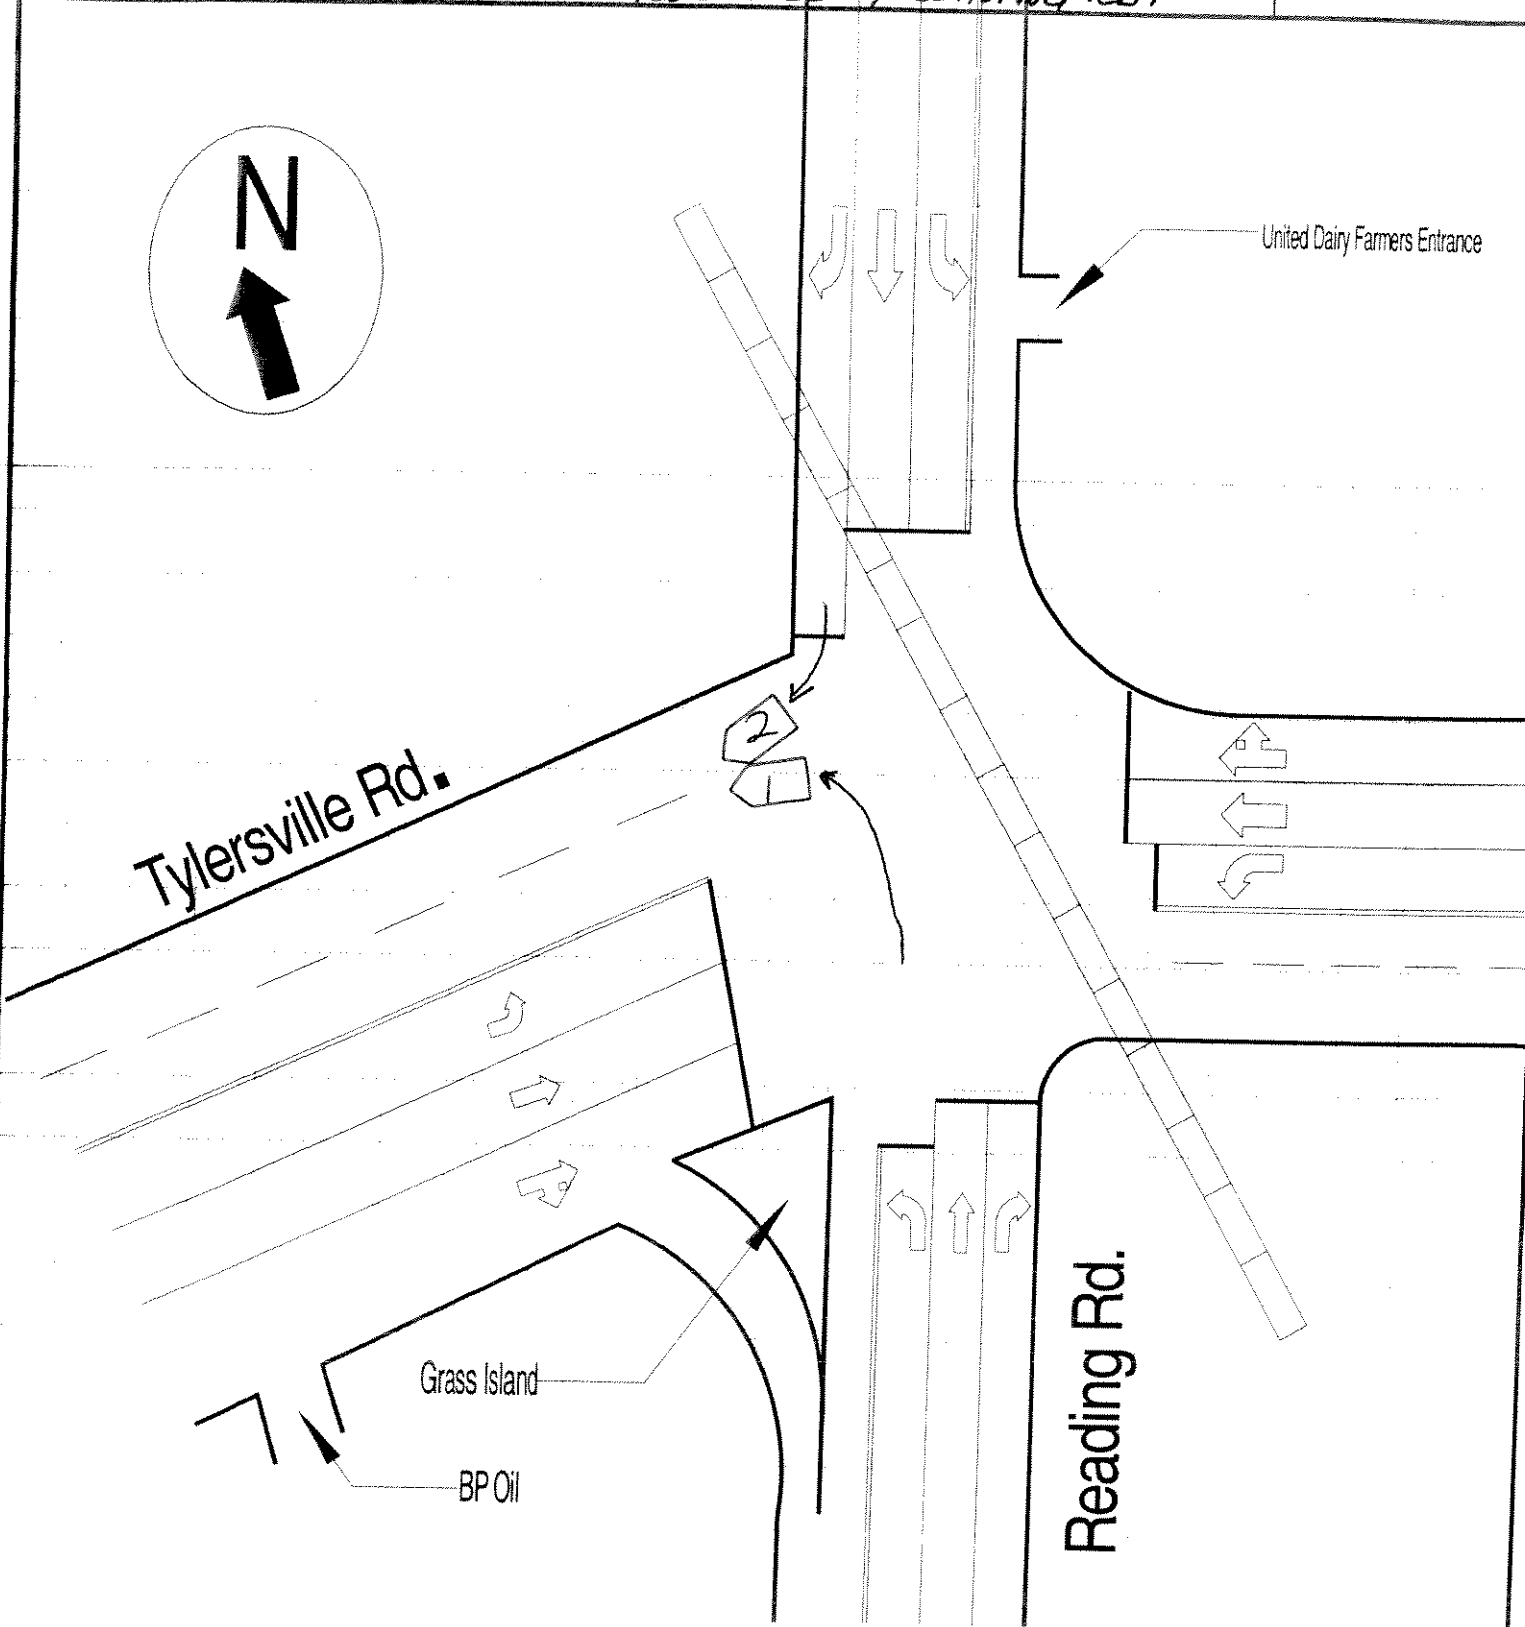 N
United Dairy Farmers Entrance
Tylersville Rd.
2
1
Grass Island
BP Oil
Reading Rd.